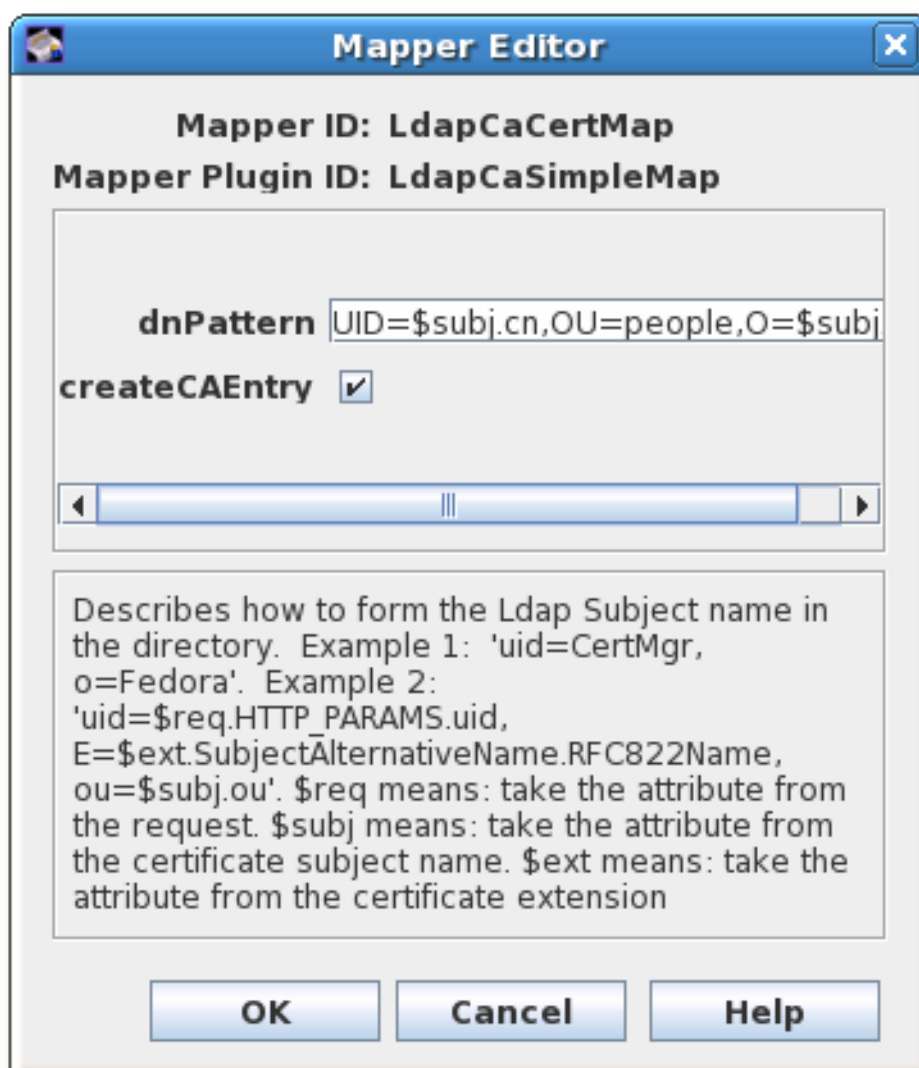 Mapper Editor
Mapper ID: LdapCaCertMap
Mapper Plugin ID: LdapCaSimpleMap
dnPattern UID=$subj.cn,OU=people,O=$subj.
createCAEntry
Describes how to form the Ldap Subject name in
the directory.  Example 1:  'uid=CertMgr,
o=Fedora'.  Example 2:
'uid=$req.HTTP_PARAMS.uid,
E=$ext.SubjectAlternativeName.RFC822Name,
ou=$subj.ou'. $req means: take the attribute from
the request. $subj means: take the attribute from
the certificate subject name. $ext means: take the
attribute from the certificate extension
OK Cancel Help